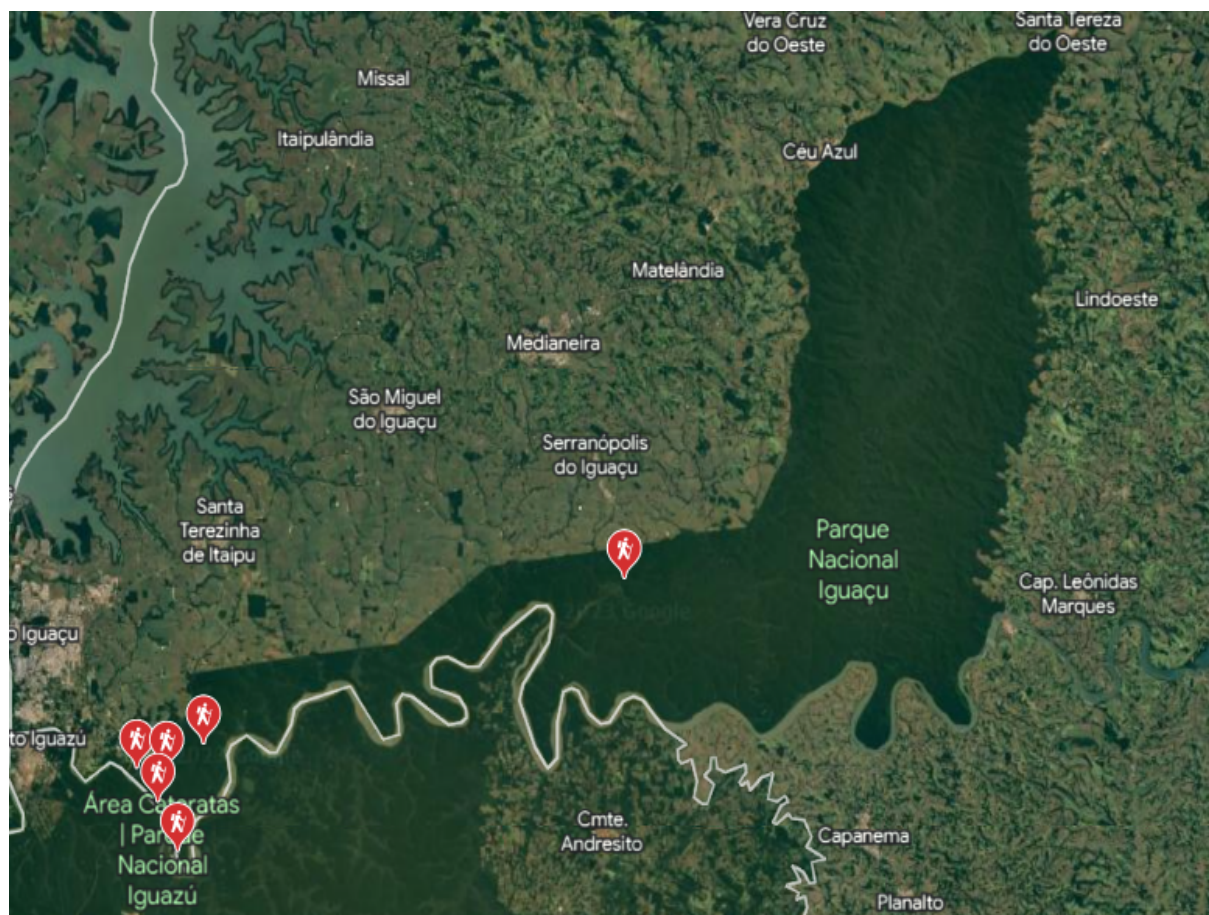 Vera Cruz
do Oeste
Santa Tereza
do Oeste
Missal
Itaipulândia
Céu Azul
Matelândia
Lindoeste
Medianeira
São Miguel
do Iguaçu
Serranópolis
do Iguaçu
Santa
Terezinha
de Itaipu
Parque
Nacional
Iguaçu
Cap. Leônidas
Marques
o Iguaçu
to Iguazú
Área Cataratas
| Parque
Nacional
Iguazú
Cmte.
Andresito
Capanema
Planalto